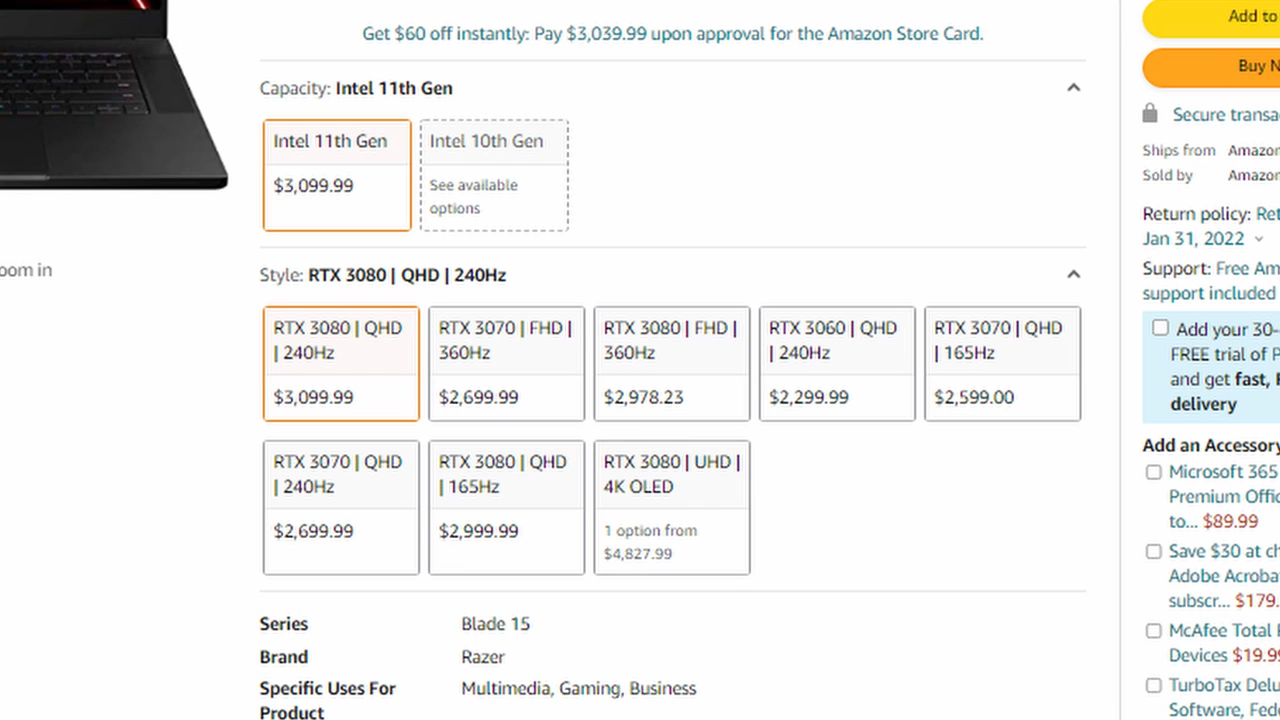 Get $60 off instantly: Pay $3,039.99 upon approval for the Amazon Store Card.
Capacity: Intel 11th Gen
Intel 11th Gen
$3,099.99
Intel 10th Gen
See available
options
Style: RTX 3080 | QHD | 240Hz
RTX 3080 | QHD
| 240Hz
$3,099.99
RTX 3070 | FHD |
360Hz
$2,699.99
RTX 3080 | FHD |
360Hz
$2,978.23
RTX 3060 | QHD
| 240Hz
$2,299.99
RTX 3070 | QHD
| 165Hz
$2,599.00
RTX 3070 | QHD
| 240Hz
$2,699.99
RTX 3080 | QHD
| 165Hz
$2,999.99
RTX 3080 | UHD |
4K OLED
1 option from
$4,827.99
Series Blade 15
Brand Razer
Specific Uses For Multimedia, Gaming, Business
Product
oom in
Add to
Buy N
Secure transa
Ships from Amazon
Sold by Amazon
Return policy: Ret
Jan 31, 2022
Support: Free Am
support included
Add your 30-
FREE trial of P
and get fast, F
delivery
Add an Accessory
Microsoft 365
Premium Offic
to... $89.99
Save $30 at ch
Adobe Acroba
subscr... $179.
McAfee Total P
Devices $19.99
TurboTax Delu
Software, Fede